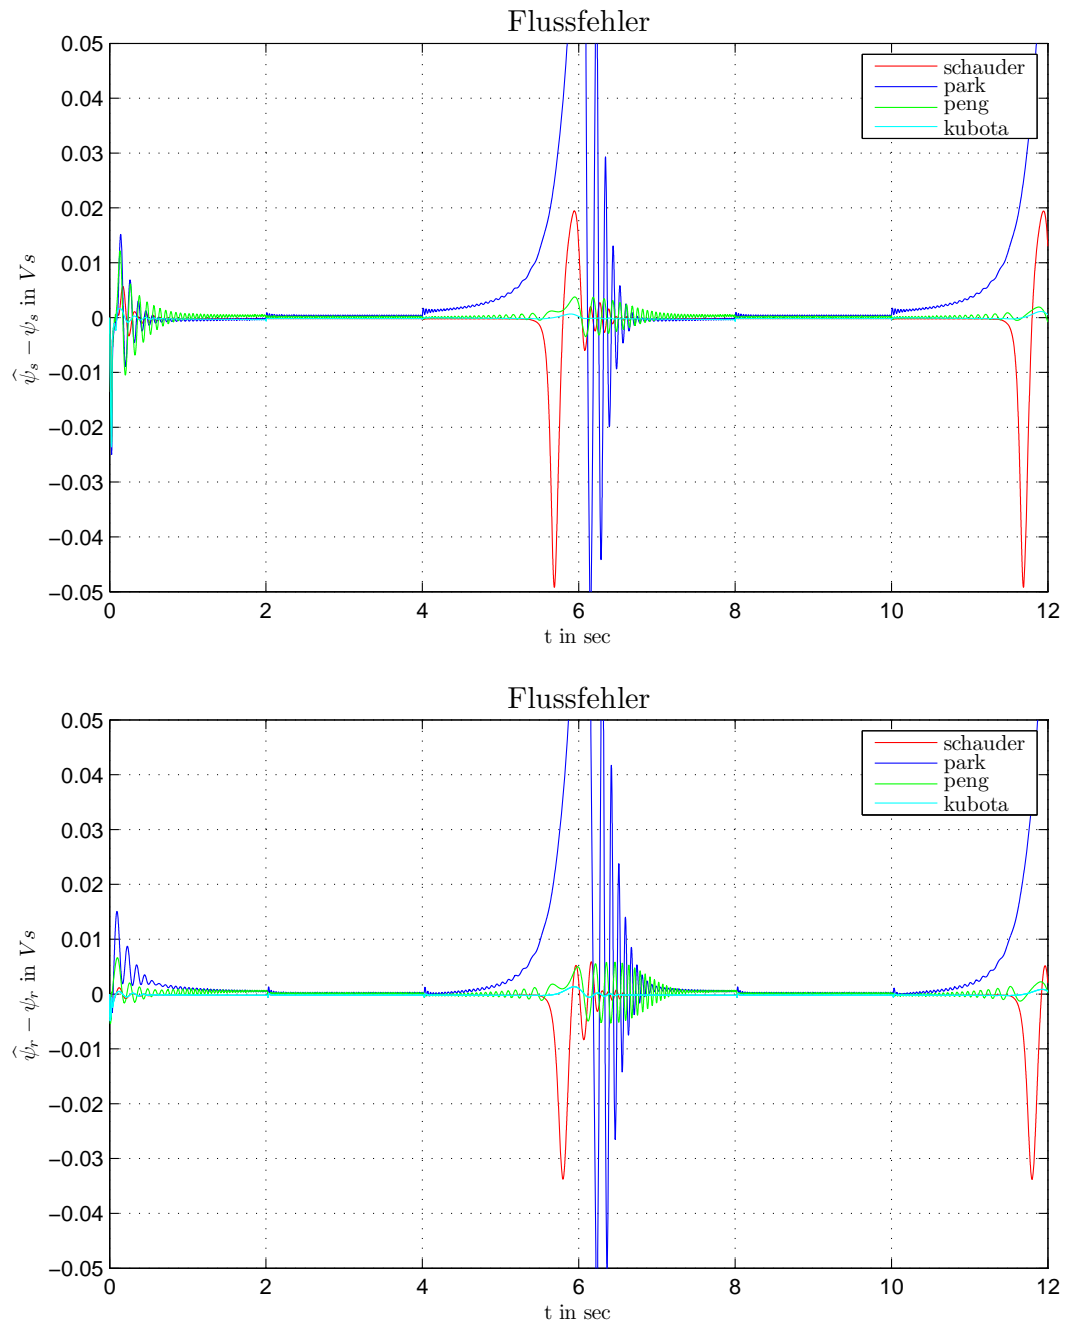 Flussfehler
0.05
0.04
0.03
0.02
0.01
0
−0.01
−0.02
−0.03
−0.04
−0.05
ψ̂s − ψs in Vs
schauder
park
peng
kubota
0 2 4 6 8 10 12
t in sec
Flussfehler
0.05
0.04
0.03
0.02
0.01
0
−0.01
−0.02
−0.03
−0.04
−0.05
ψ̂r − ψr in Vs
schauder
park
peng
kubota
0 2 4 6 8 10 12
t in sec